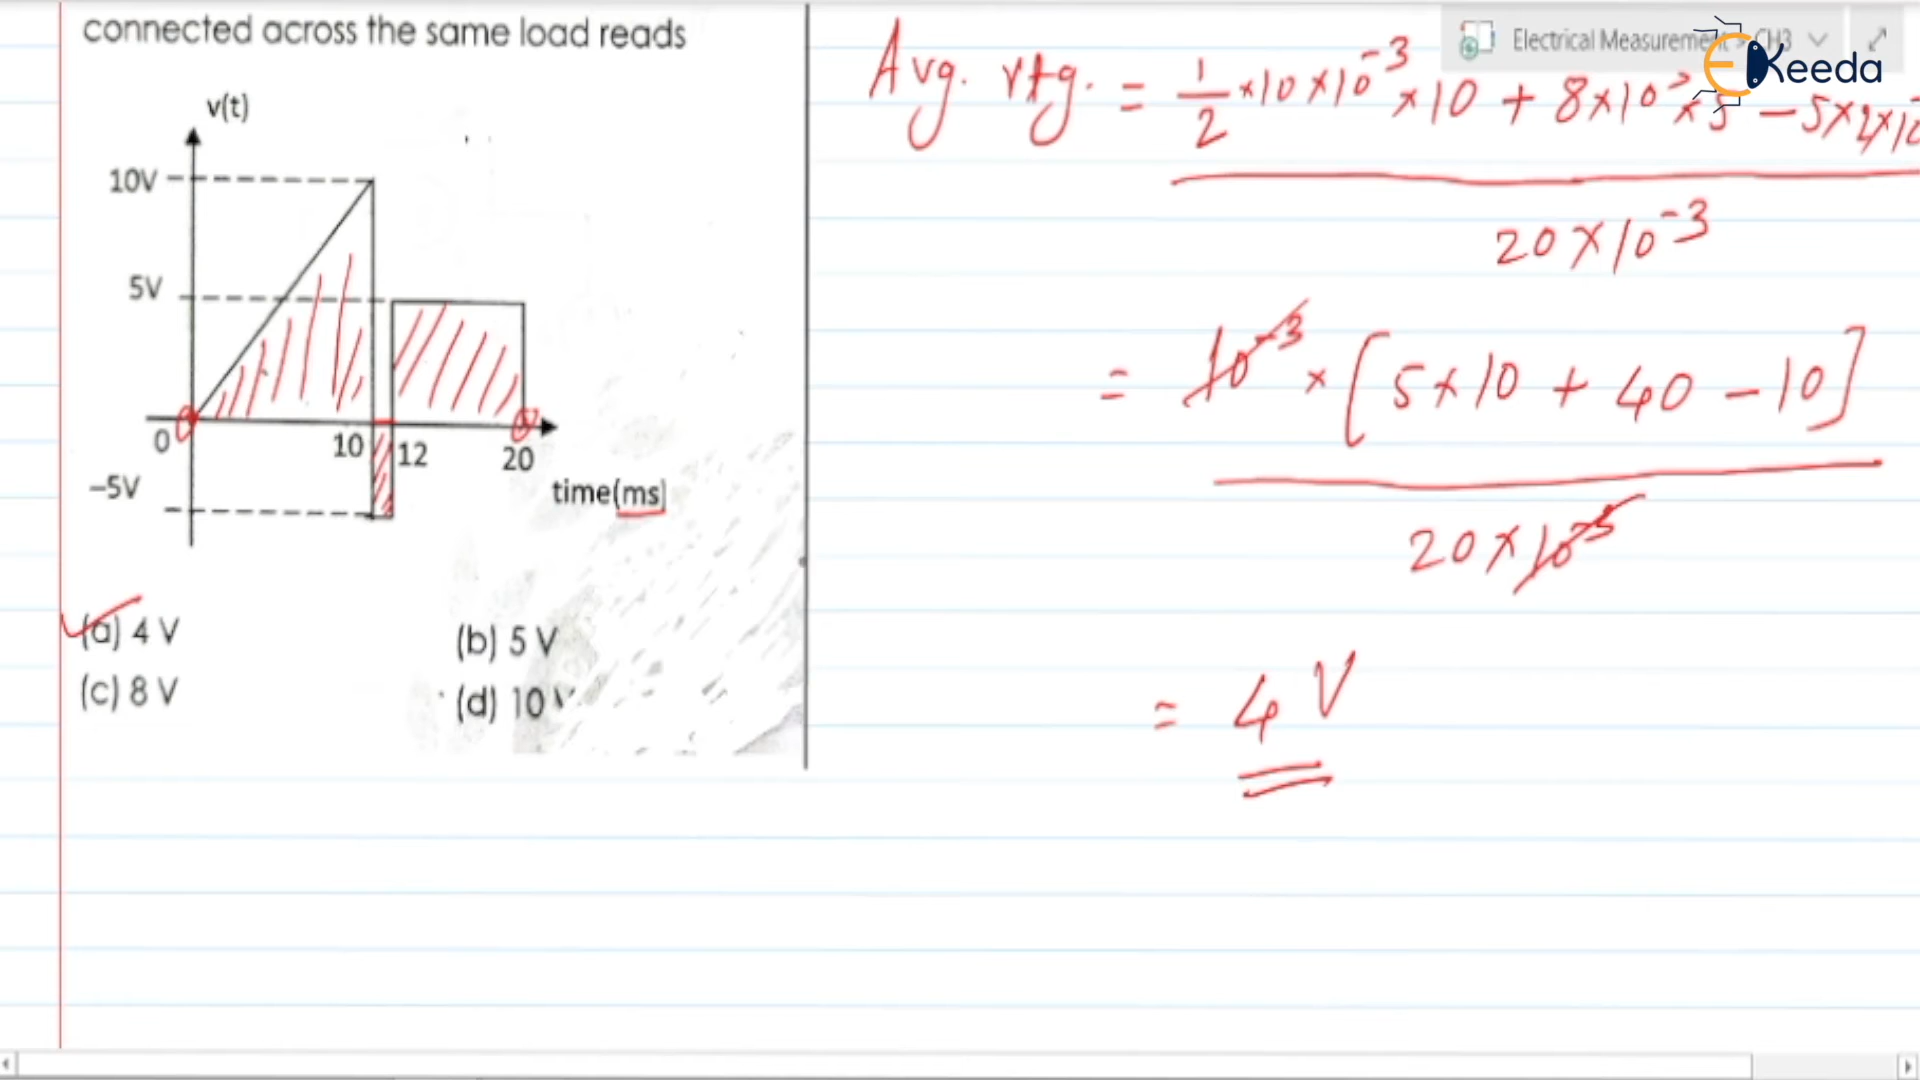 connected across the same load reads
v(t)
10V
5V
0
10
12
20
-5V
time(ms)
(a) 4 V
(b) 5 V
(c) 8 V
(d) 10 V
Electrical Measurement > CH3
Keeda
Avg. vtg. = 1/2 ×10×10⁻³ ×10 + 8×10 ×5 −5×2×10
20×10⁻³
= 10⁻³ × [5×10 + 40 − 10]
20×10⁻³
= 4 V